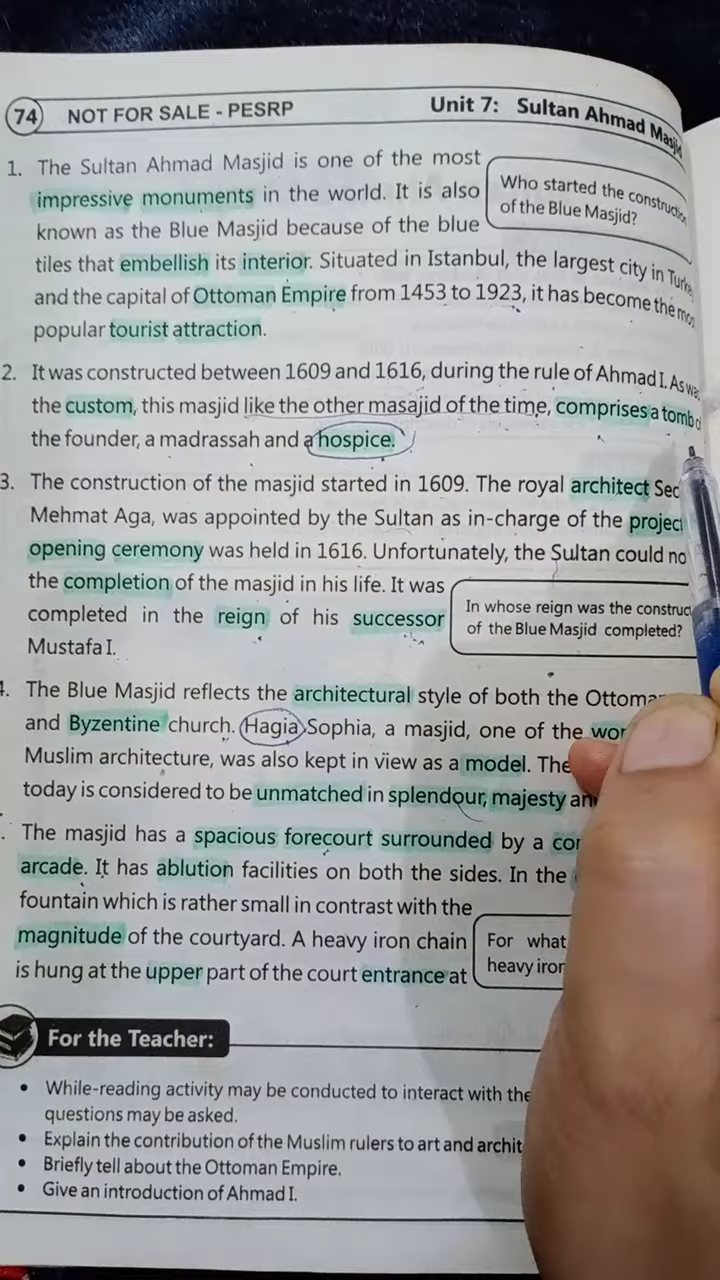 74 NOT FOR SALE - PESRP Unit 7: Sultan Ahmad Masjid
1. The Sultan Ahmad Masjid is one of the most
impressive monuments in the world. It is also
known as the Blue Masjid because of the blue
Who started the construction
of the Blue Masjid?
tiles that embellish its interior. Situated in Istanbul, the largest city in Turke
and the capital of Ottoman Empire from 1453 to 1923, it has become the mos
popular tourist attraction.
2. It was constructed between 1609 and 1616, during the rule of Ahmad I. As was
the custom, this masjid like the other masajid of the time, comprises a tomb of
the founder, a madrassah and a hospice.
3. The construction of the masjid started in 1609. The royal architect Sed
Mehmat Aga, was appointed by the Sultan as in-charge of the project
opening ceremony was held in 1616. Unfortunately, the Sultan could no
the completion of the masjid in his life. It was
completed in the reign of his successor
Mustafa I.
In whose reign was the construc
of the Blue Masjid completed?
4. The Blue Masjid reflects the architectural style of both the Ottoman
and Byzentine church. Hagia Sophia, a masjid, one of the
Muslim architecture, was also kept in view as a model. The
today is considered to be unmatched in splendour, majesty an
. The masjid has a spacious forecourt surrounded by a
arcade. It has ablution facilities on both the sides. In the
fountain which is rather small in contrast with the
magnitude of the courtyard. A heavy iron chain
is hung at the upper part of the court entrance at
For what
heavy iron
For the Teacher:
• While-reading activity may be conducted to interact with the
questions may be asked.
• Explain the contribution of the Muslim rulers to art and archit
• Briefly tell about the Ottoman Empire.
• Give an introduction of Ahmad I.